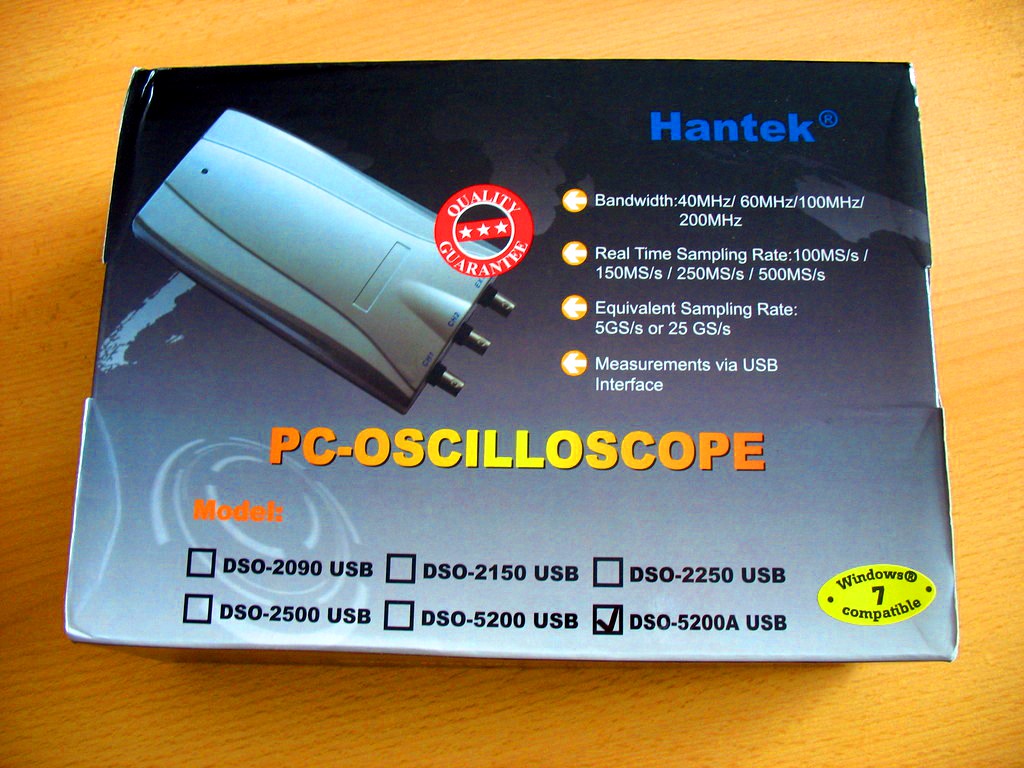 Hantek®
QUALITY
GUARANTEE
Bandwidth:40MHz/ 60MHz/100MHz/
200MHz
Real Time Sampling Rate:100MS/s /
150MS/s / 250MS/s / 500MS/s
Equivalent Sampling Rate:
5GS/s or 25 GS/s
Measurements via USB
Interface
CH2
CH1
PC-OSCILLOSCOPE
Model:
DSO-2090 USB
DSO-2150 USB
DSO-2250 USB
DSO-2500 USB
DSO-5200 USB
DSO-5200A USB
Windows®
7
compatible